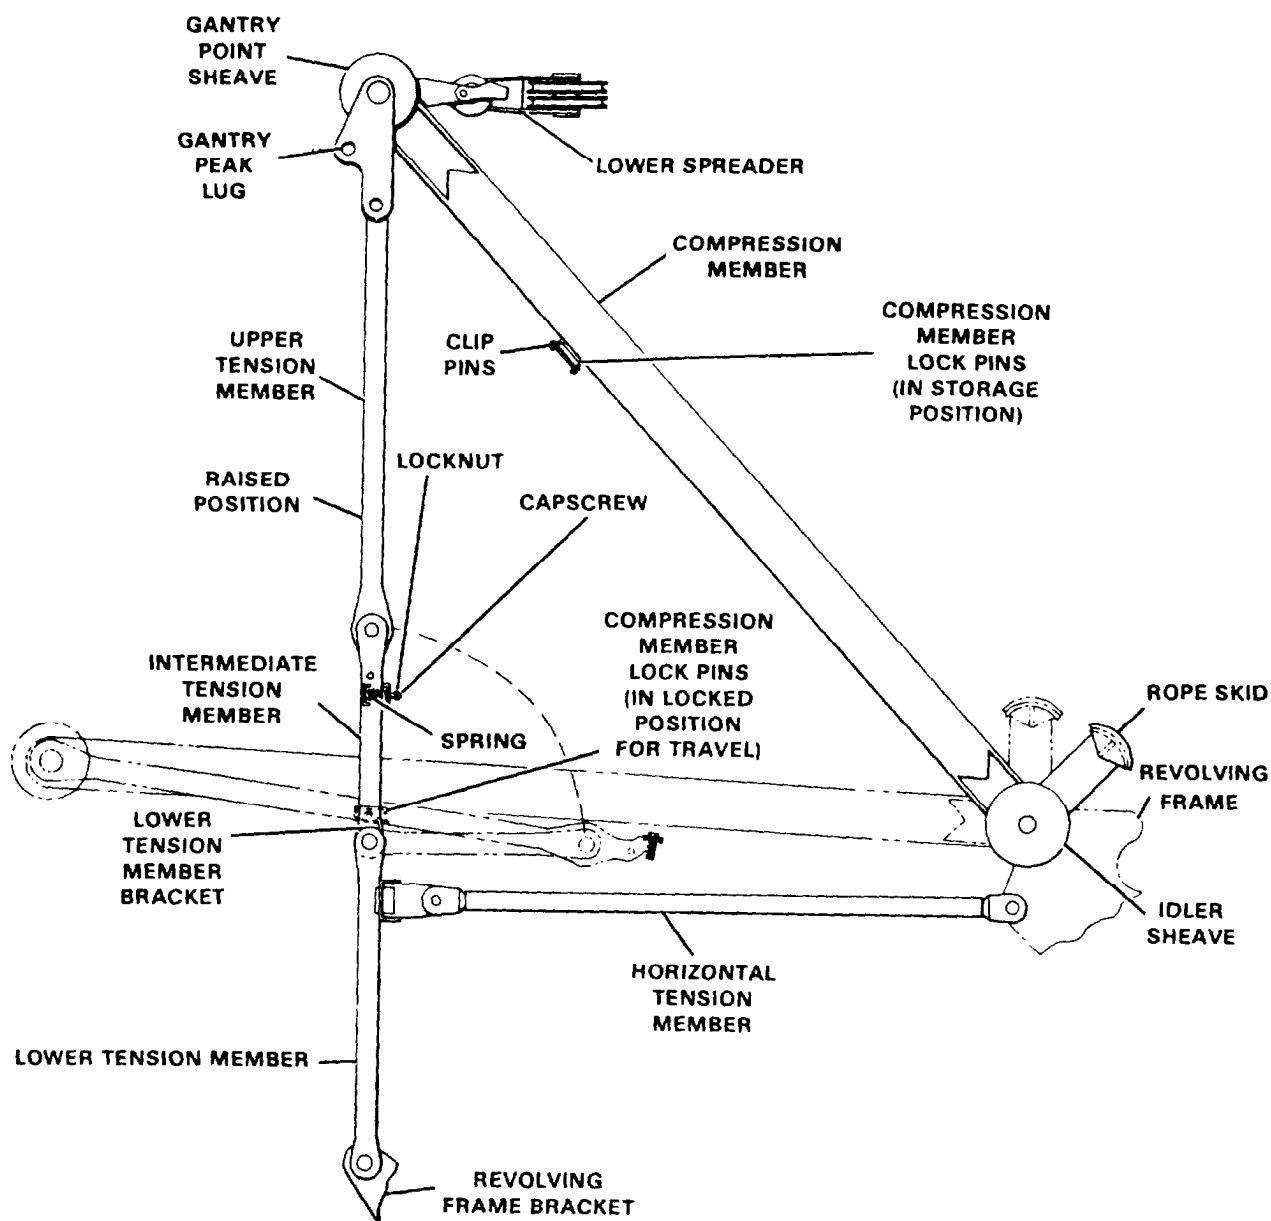 GANTRY
POINT
SHEAVE
GANTRY
PEAK
LUG
LOWER SPREADER
COMPRESSION
MEMBER
COMPRESSION
MEMBER
LOCK PINS
(IN STORAGE
POSITION)
CLIP
PINS
UPPER
TENSION
MEMBER
RAISED
POSITION
LOCKNUT
CAPSCREW
COMPRESSION
MEMBER
LOCK PINS
(IN LOCKED
POSITION
FOR TRAVEL)
INTERMEDIATE
TENSION
MEMBER
SPRING
ROPE SKID
REVOLVING
FRAME
LOWER
TENSION
MEMBER
BRACKET
IDLER
SHEAVE
HORIZONTAL
TENSION
MEMBER
LOWER TENSION MEMBER
REVOLVING
FRAME BRACKET